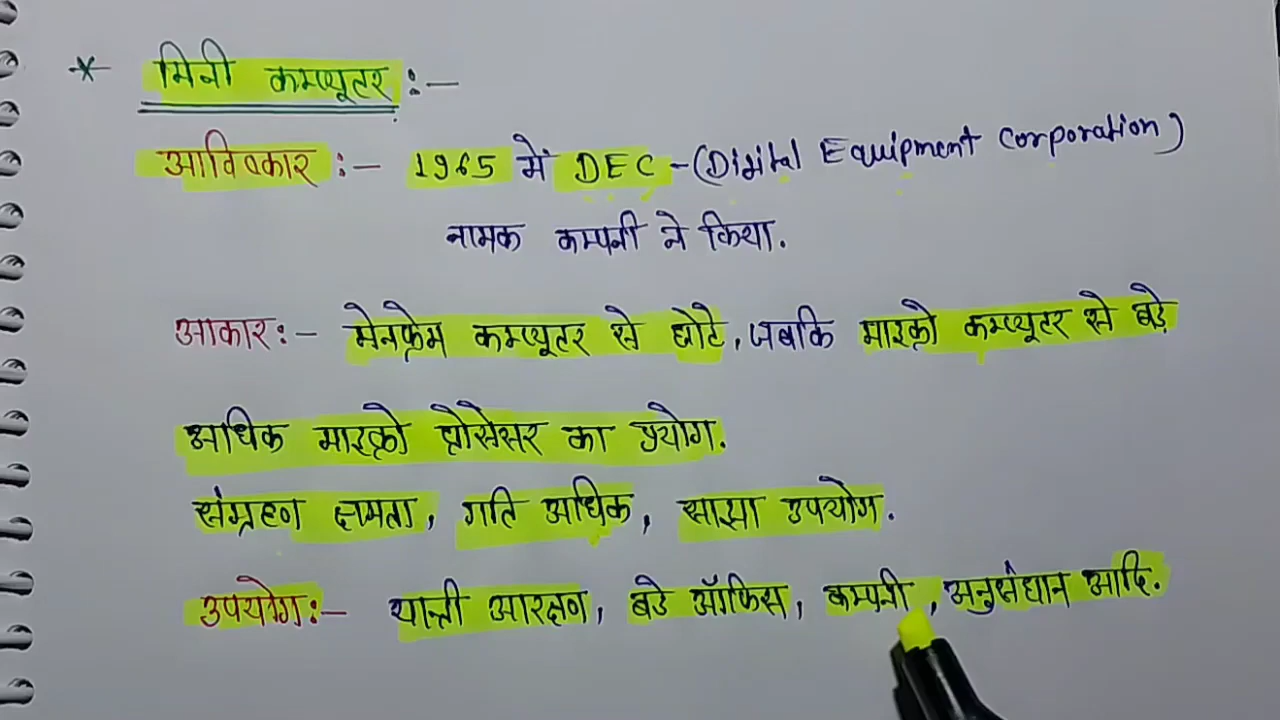 * मिनी कम्प्यूटर :-
आविष्कार :- 1965 में DEC -(Digital Equipment Corporation)
नामक कम्पनी ने किया.
आकार :- मेनफ्रेम कम्प्यूटर से छोटे, जबकि माइक्रो कम्प्यूटर से बड़े
अधिक माइक्रो प्रोसेसर का प्रयोग.
संग्रहण क्षमता, गति अधिक, साझा उपयोग.
उपयोग :- यात्री आरक्षण, बडे ऑफिस, कम्पनी, अनुसंधान आदि.